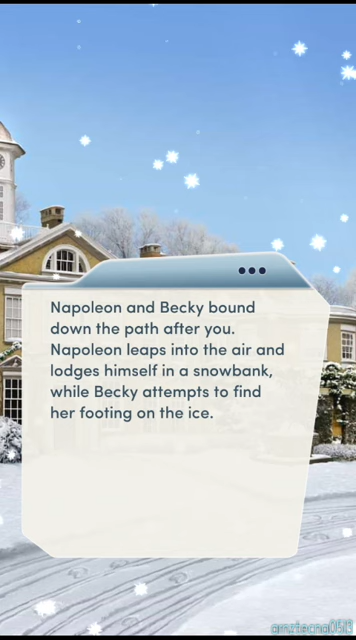 Napoleon and Becky bound
down the path after you.
Napoleon leaps into the air and
lodges himself in a snowbank,
while Becky attempts to find
her footing on the ice.